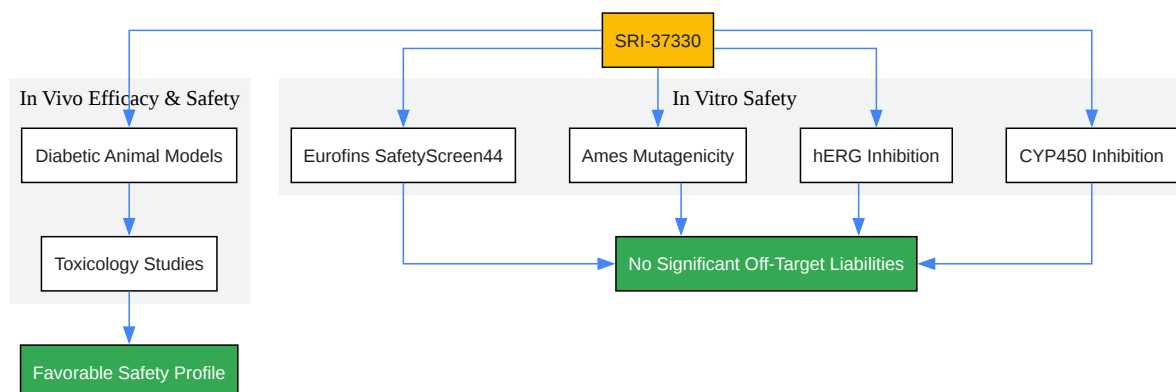 SRI-37330
In Vivo Efficacy & Safety
In Vitro Safety
Diabetic Animal Models
Eurofins SafetyScreen44
Ames Mutagenicity
hERG Inhibition
CYP450 Inhibition
Toxicology Studies
No Significant Off-Target Liabilities
Favorable Safety Profile